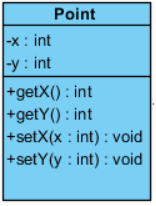 Point
-x : int
-y : int
+getX() : int
+getY() : int
+setX(x : int) : void
+setY(y : int) : void